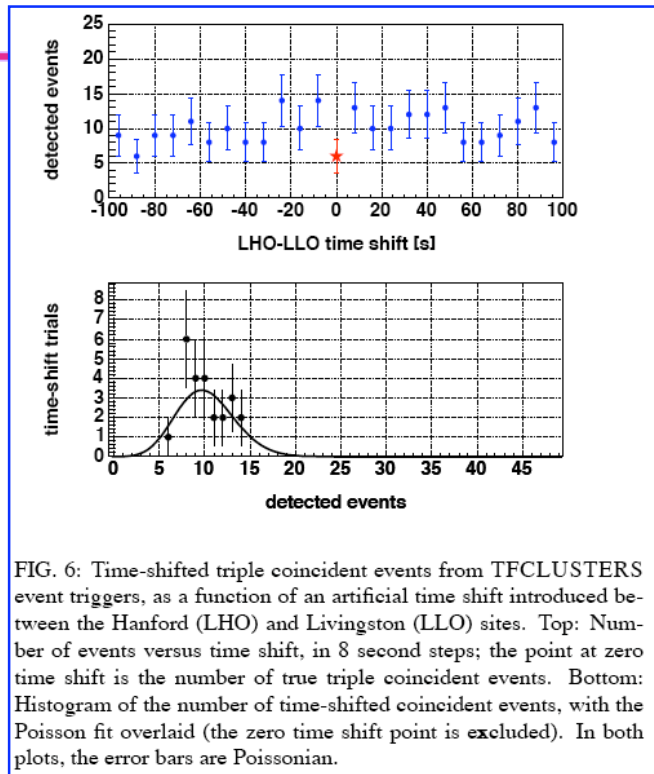 25
20
15
10
5
0
detected events
-100 -80 -60 -40 -20 0 20 40 60 80 100
LHO-LLO time shift [s]
8
7
6
5
4
3
2
1
0
time-shift trials
0 5 10 15 20 25 30 35 40 45
detected events
FIG. 6: Time-shifted triple coincident events from TFCLUSTERS
event triggers, as a function of an artificial time shift introduced be-
tween the Hanford (LHO) and Livingston (LLO) sites. Top: Num-
ber of events versus time shift, in 8 second steps; the point at zero
time shift is the number of true triple coincident events. Bottom:
Histogram of the number of time-shifted coincident events, with the
Poisson fit overlaid (the zero time shift point is excluded). In both
plots, the error bars are Poissonian.